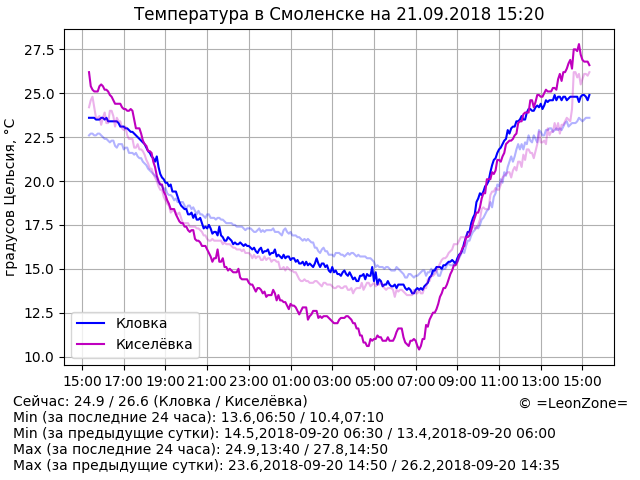 Температура в Смоленске на 21.09.2018 15:20
градусов Цельсия, °C
27.5
25.0
22.5
20.0
17.5
15.0
12.5
10.0
Кловка
Киселёвка
15:00 17:00 19:00 21:00 23:00 01:00 03:00 05:00 07:00 09:00 11:00 13:00 15:00
Сейчас: 24.9 / 26.6 (Кловка / Киселёвка)
© =LeonZone=
Min (за последние 24 часа): 13.6,06:50 / 10.4,07:10
Min (за предыдущие сутки): 14.5,2018-09-20 06:30 / 13.4,2018-09-20 06:00
Max (за последние 24 часа): 24.9,13:40 / 27.8,14:50
Max (за предыдущие сутки): 23.6,2018-09-20 14:50 / 26.2,2018-09-20 14:35